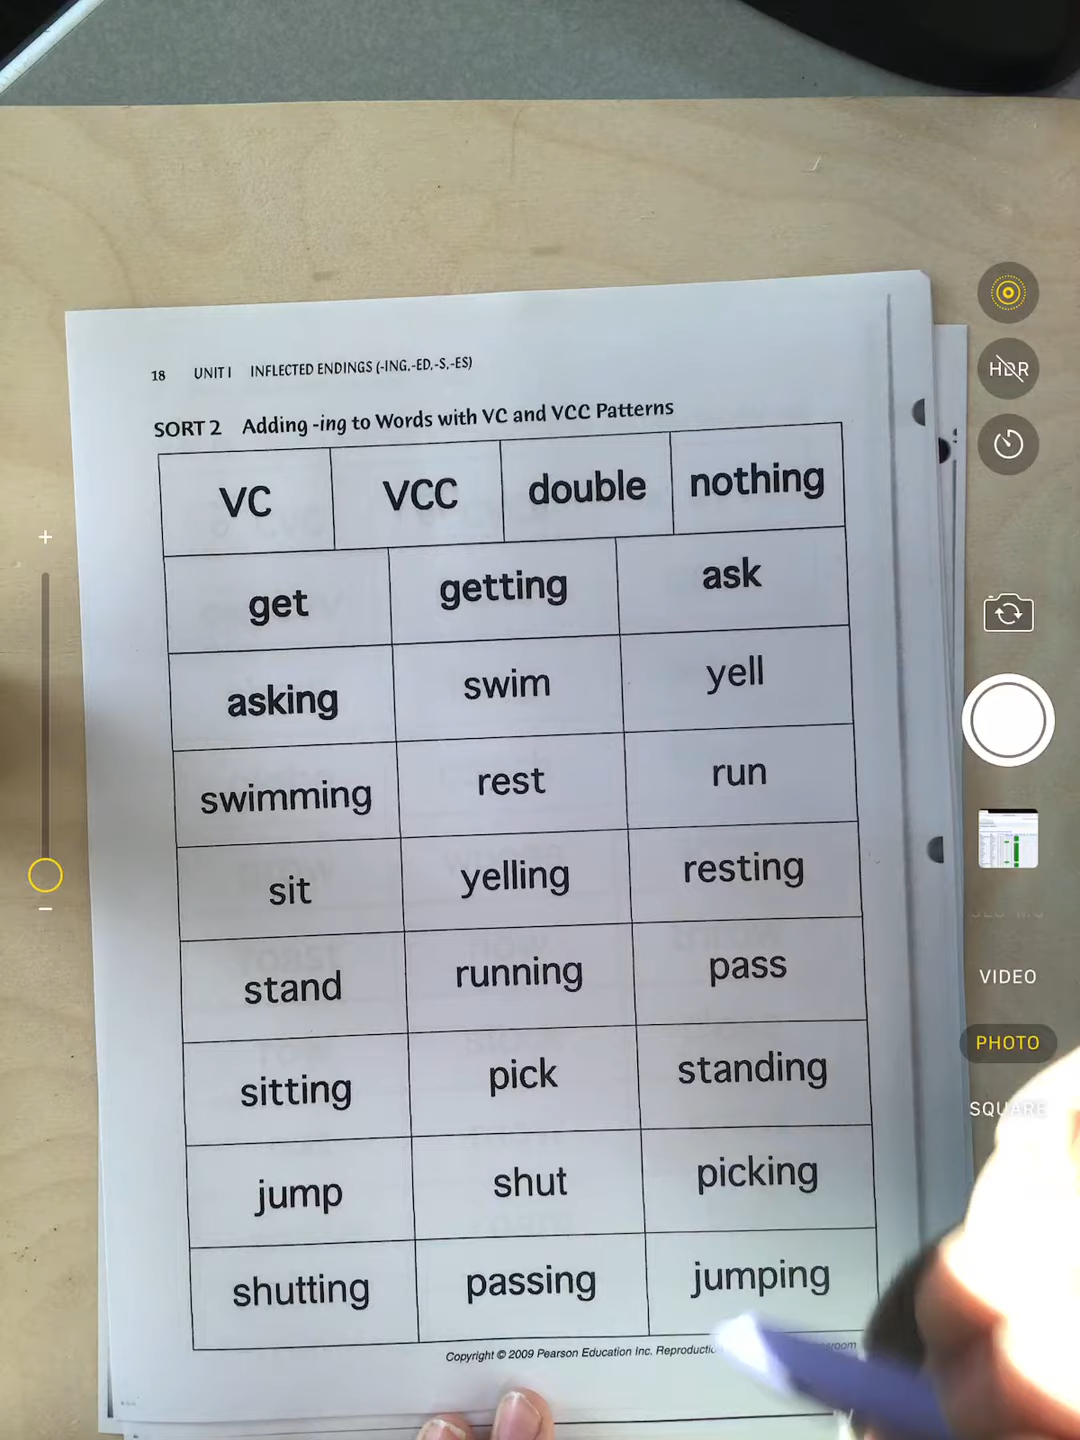 18 UNIT I INFLECTED ENDINGS (-ING,-ED,-S,-ES)
SORT 2 Adding -ing to Words with VC and VCC Patterns
VC VCC double nothing
get getting ask
asking swim yell
swimming rest run
sit yelling resting
stand running pass
sitting pick standing
jump shut picking
shutting passing jumping
Copyright © 2009 Pearson Education Inc.
HDR
VIDEO
PHOTO
SQUARE